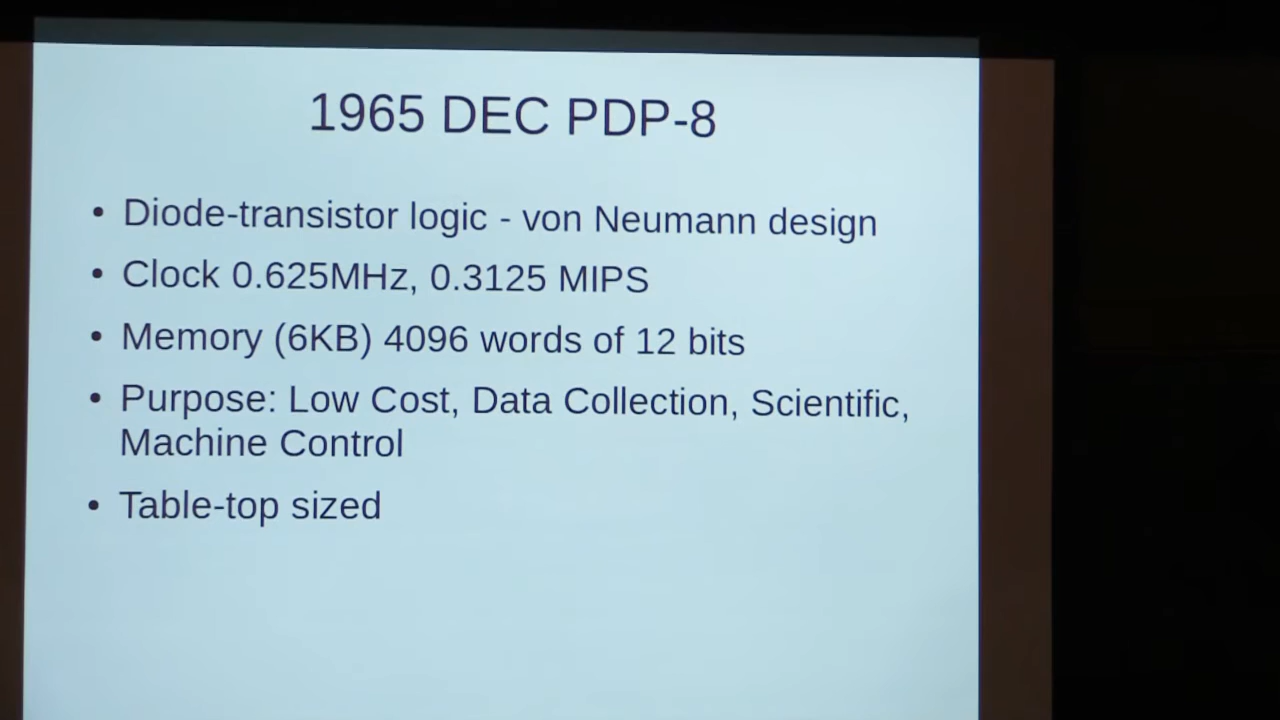 1965 DEC PDP-8
• Diode-transistor logic - von Neumann design
• Clock 0.625MHz, 0.3125 MIPS
• Memory (6KB) 4096 words of 12 bits
• Purpose: Low Cost, Data Collection, Scientific,
Machine Control
• Table-top sized